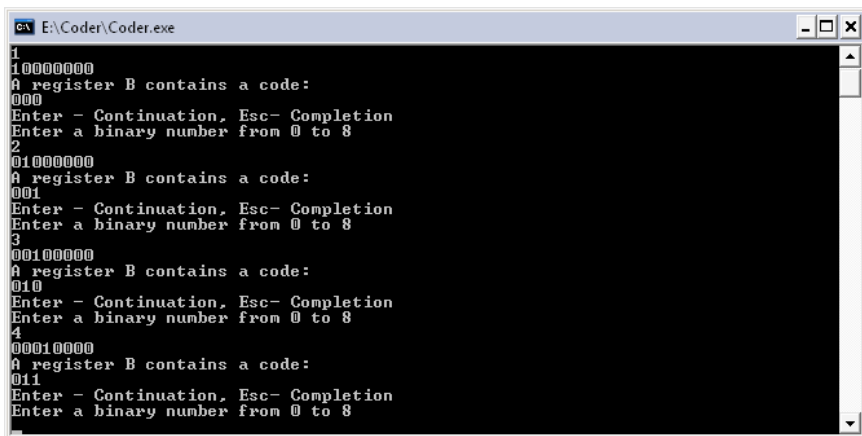 E:\Coder\Coder.exe
1
10000000
A register B contains a code:
000
Enter - Continuation, Esc- Completion
Enter a binary number from 0 to 8
2
01000000
A register B contains a code:
001
Enter - Continuation, Esc- Completion
Enter a binary number from 0 to 8
3
00100000
A register B contains a code:
010
Enter - Continuation, Esc- Completion
Enter a binary number from 0 to 8
4
00010000
A register B contains a code:
011
Enter - Continuation, Esc- Completion
Enter a binary number from 0 to 8